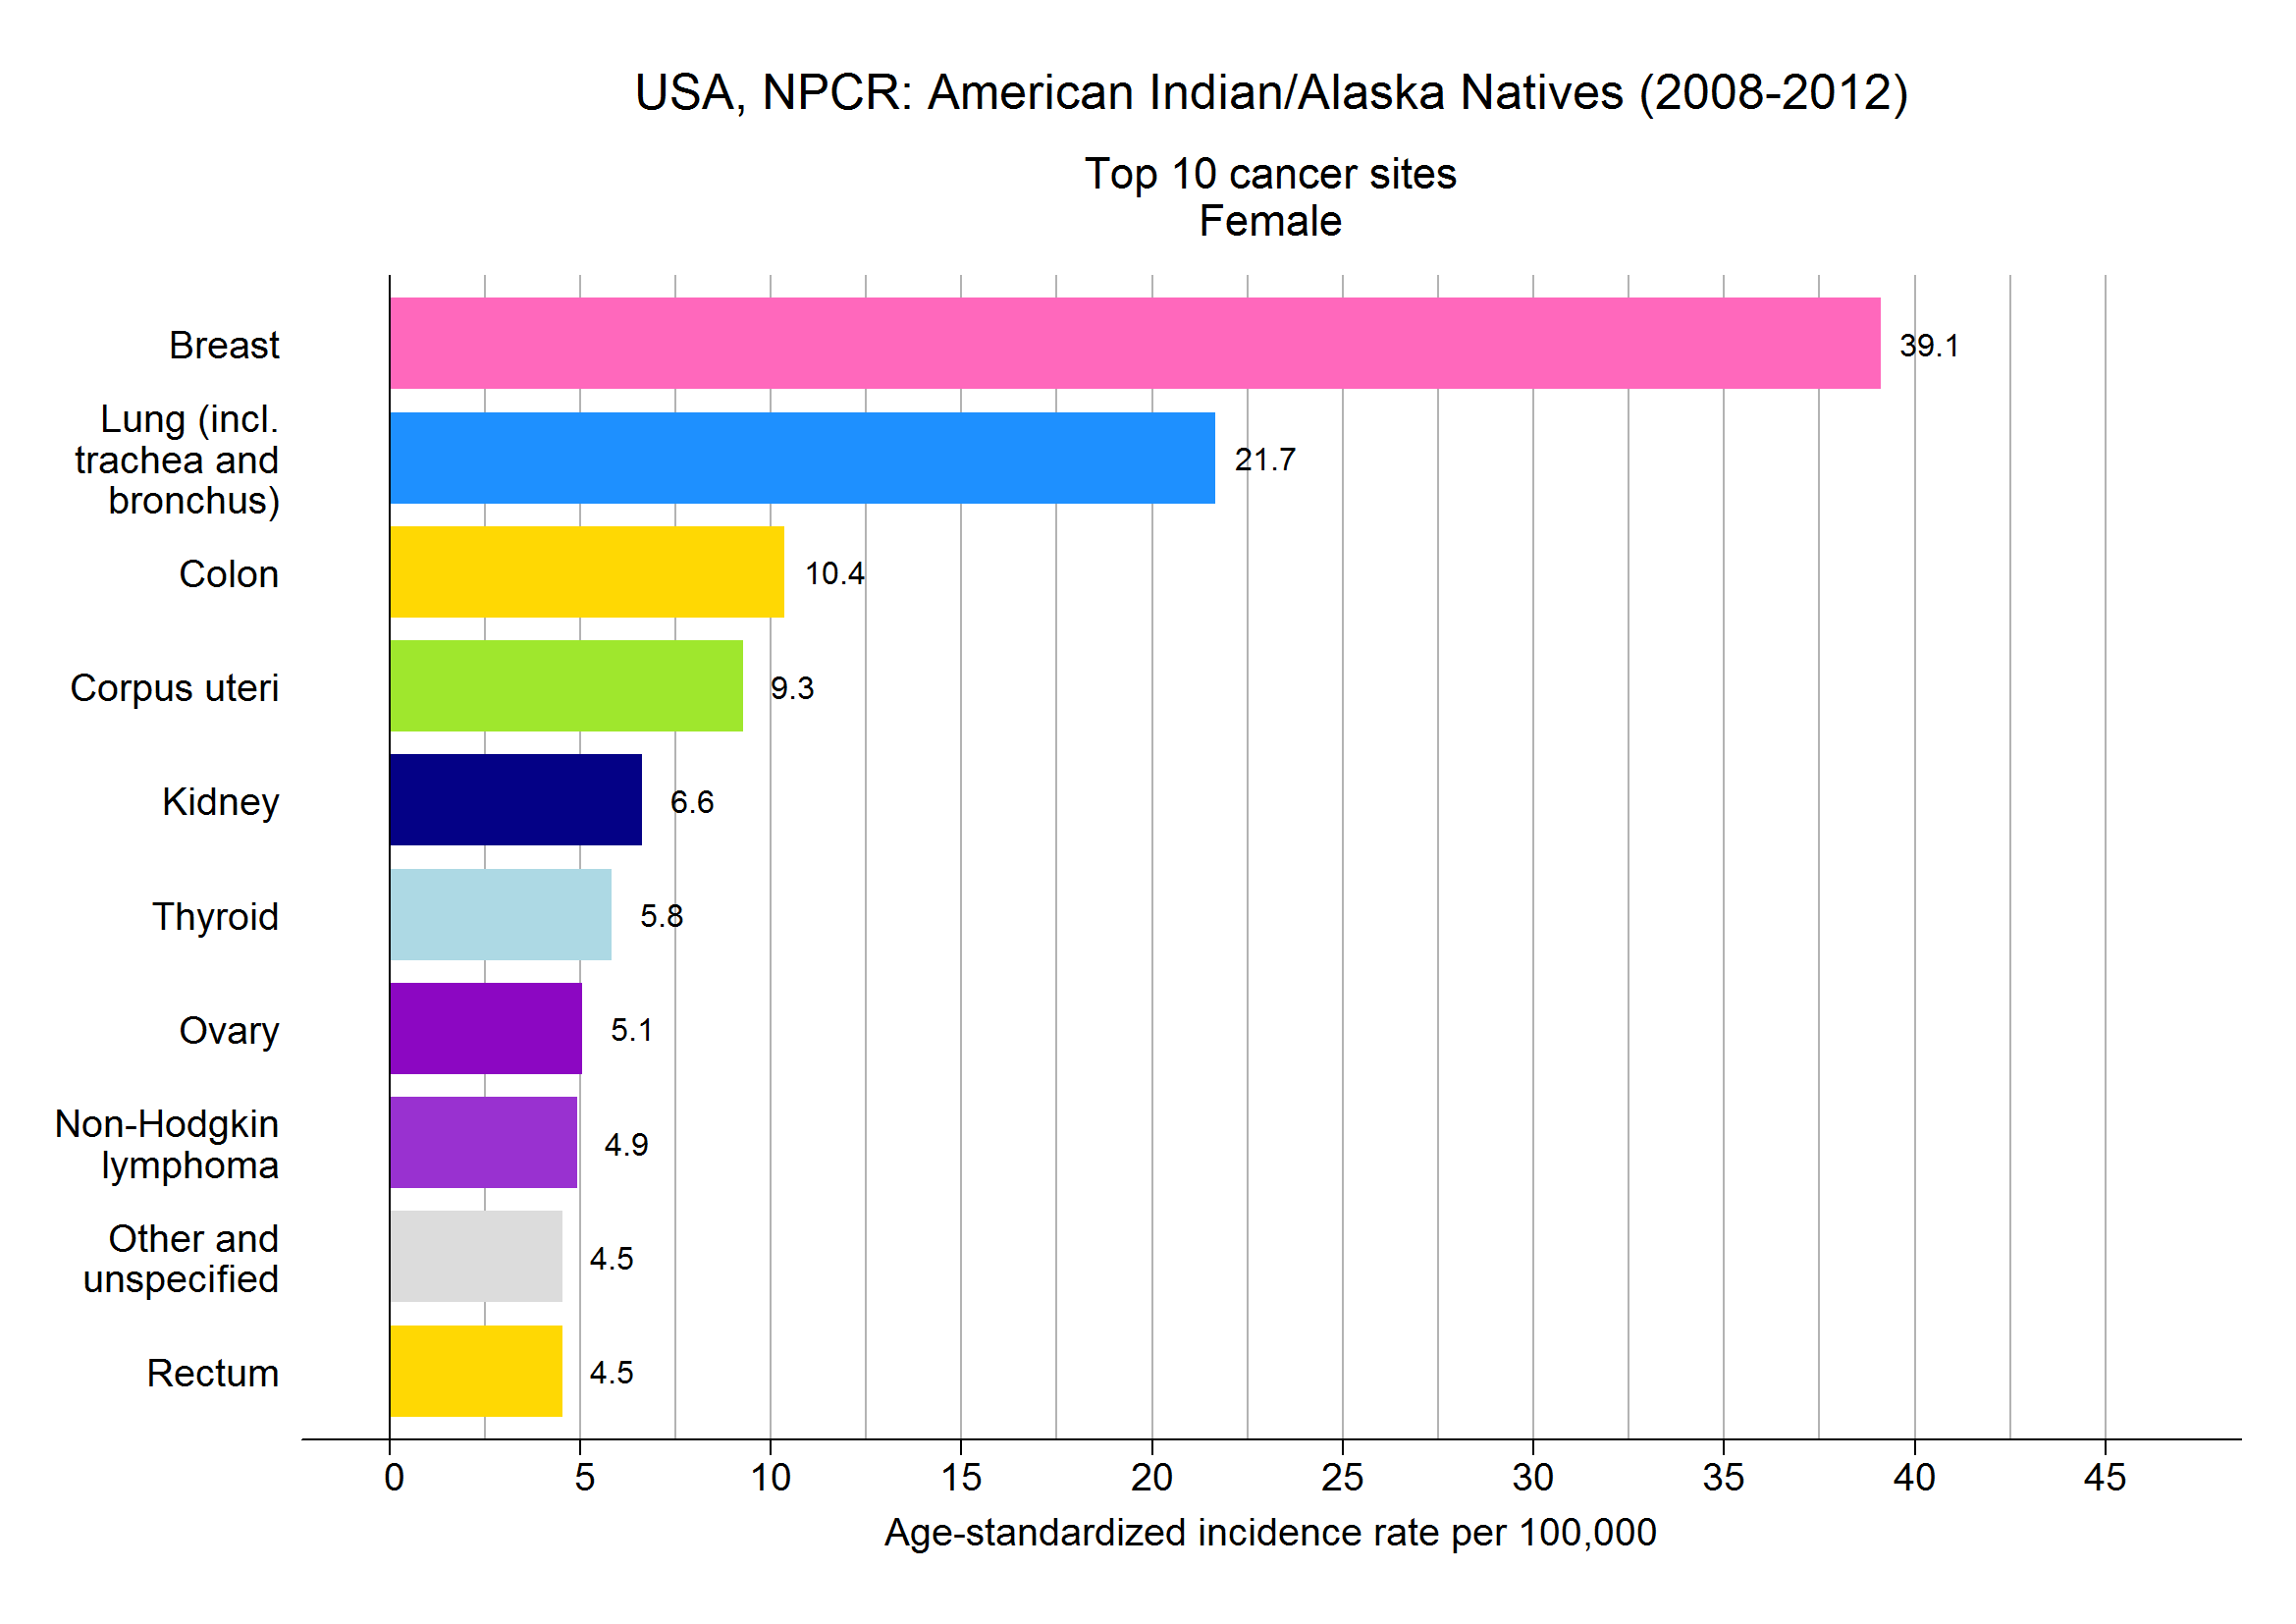 USA, NPCR: American Indian/Alaska Natives (2008-2012)
Top 10 cancer sites
Female
Breast
39.1
Lung (incl.
trachea and
bronchus)
21.7
Colon
10.4
Corpus uteri
9.3
Kidney
6.6
Thyroid
5.8
Ovary
5.1
Non-Hodgkin
lymphoma
4.9
Other and
unspecified
4.5
Rectum
4.5
0 5 10 15 20 25 30 35 40 45
Age-standardized incidence rate per 100,000